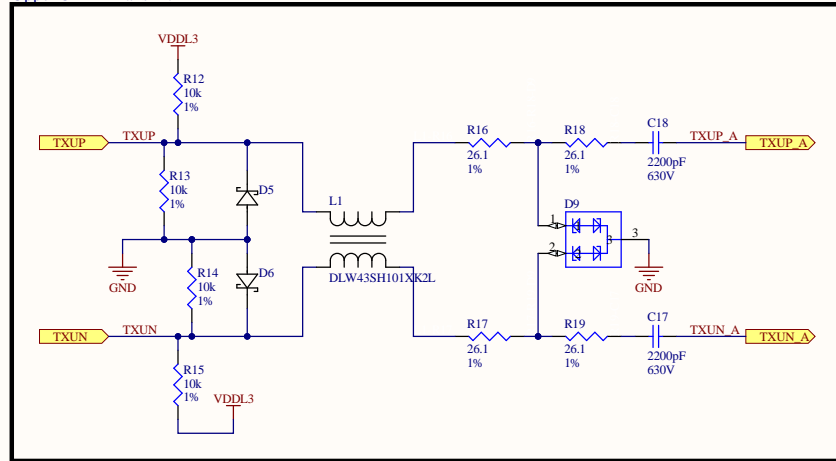 VDDL3
R12
10k
1%
TXUP
TXUP
R13
10k
1%
D5
L1
R16
26.1
1%
R18
26.1
1%
C18
2200pF
630V
TXUP_A
TXUP_A
D9
1
2
3
3
GND
GND
R14
10k
1%
D6
DLW43SH101XK2L
TXUN
TXUN
R17
26.1
1%
R19
26.1
1%
C17
2200pF
630V
TXUN_A
TXUN_A
R15
10k
1%
VDDL3